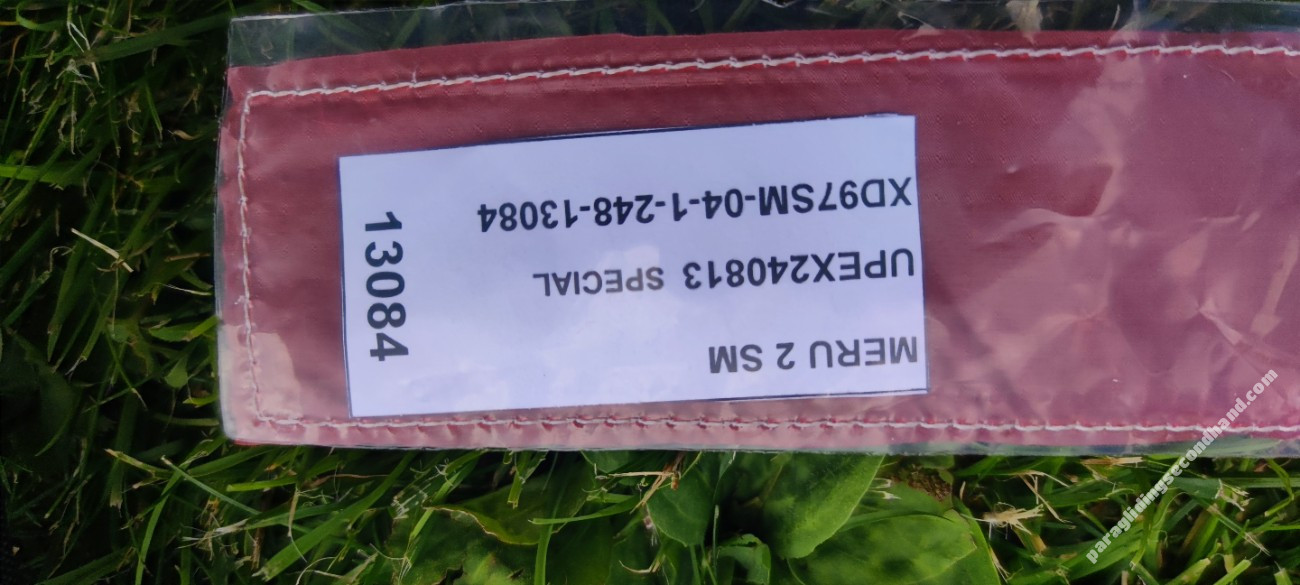 MERU 2 SM
UPEX240813 SPECIAL
XD97SM-04-1-248-13084
13084
paraglidingsecondhand.com